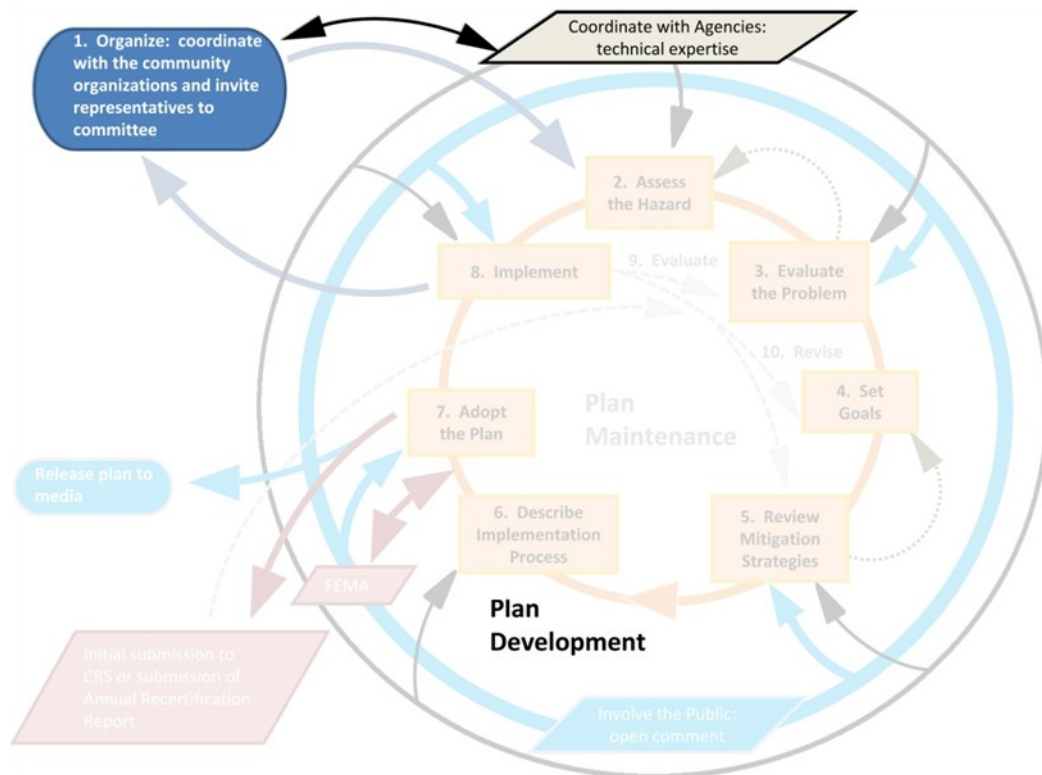 Coordinate with Agencies:
technical expertise
1. Organize: coordinate
with the community
organizations and invite
representatives to
committee
2. Assess
the Hazard
8. Implement
9. Evaluate
3. Evaluate
the Problem
10. Revise
4. Set
Goals
7. Adopt
the Plan
Plan
Maintenance
Release plan to
media
6. Describe
Implementation
Process
5. Review
Mitigation
Strategies
FEMA
Plan
Development
Initial submission to
CRS or submission of
Annual Recertification
Report
Involve the Public:
open comment